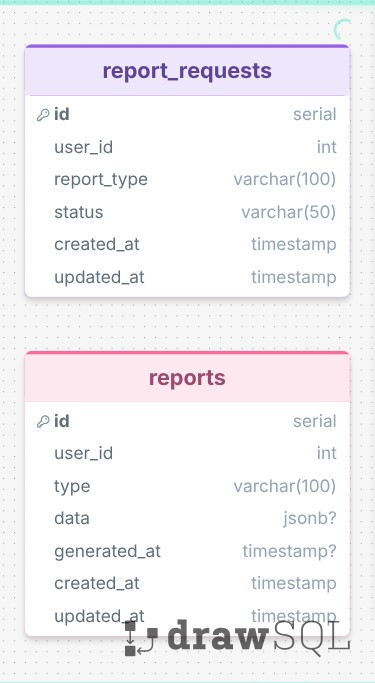 report_requests
id serial
user_id int
report_type varchar(100)
status varchar(50)
created_at timestamp
updated_at timestamp
reports
id serial
user_id int
type varchar(100)
data jsonb?
generated_at timestamp?
created_at timestamp
updated_at timestamp
drawSQL